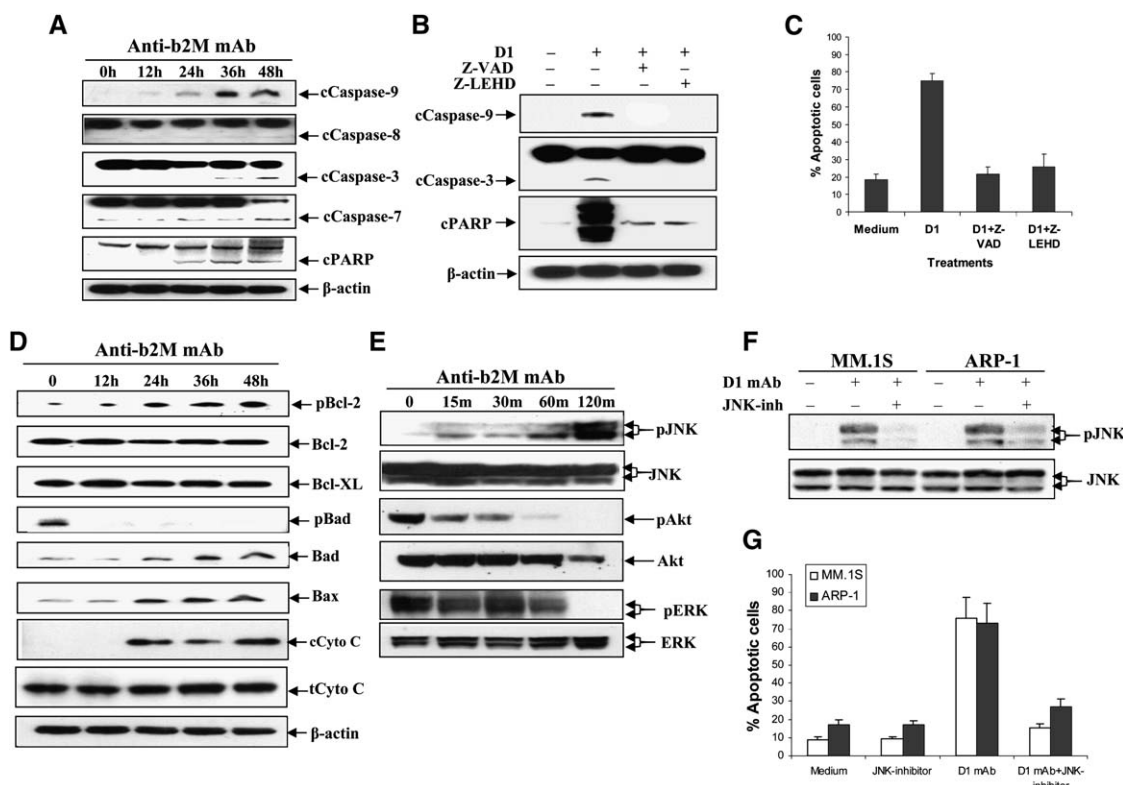 A
Anti-b2M mAb
0h 12h 24h 36h 48h
cCaspase-9
cCaspase-8
cCaspase-3
cCaspase-7
cPARP
β-actin
B
D1 – + + +
Z-VAD – – + –
Z-LEHD – – – +
cCaspase-9
cCaspase-3
cPARP
β-actin
C
% Apoptotic cells
100
90
80
70
60
50
40
30
20
10
0
Medium D1 D1+Z-VAD D1+Z-LEHD
Treatments
D
Anti-b2M mAb
0 12h 24h 36h 48h
pBcl-2
Bcl-2
Bcl-XL
pBad
Bad
Bax
cCyto C
tCyto C
β-actin
E
Anti-b2M mAb
0 15m 30m 60m 120m
pJNK
JNK
pAkt
Akt
pERK
ERK
F
MM.1S ARP-1
D1 mAb – + + – + +
JNK-inh – – + – – +
pJNK
JNK
G
% Apoptotic cells
100
90
80
70
60
50
40
30
20
10
0
MM.1S
ARP-1
Medium JNK-inhibitor D1 mAb D1 mAb+JNK-